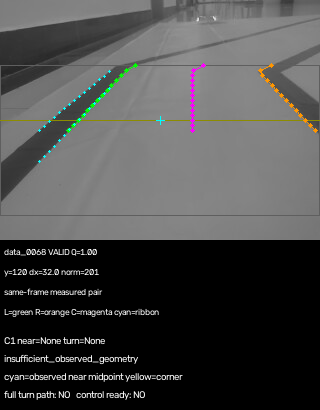 data_0068 VALID Q=1.00
y=120 dx=32.0 norm=201
same-frame measured pair
L=green R=orange C=magenta cyan=ribbon
C1 near=None turn=None
insufficient_observed_geometry
cyan=observed near midpoint yellow=corner
full turn path: NO control ready: NO